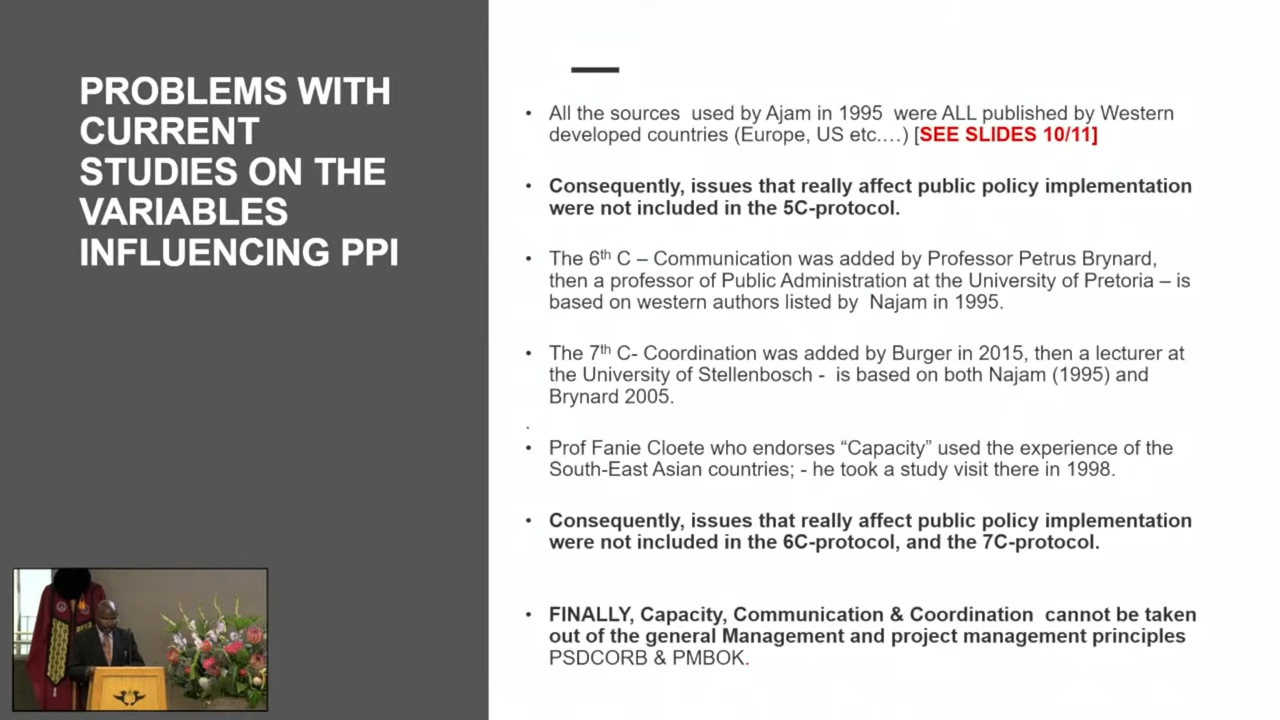 PROBLEMS WITH
CURRENT
STUDIES ON THE
VARIABLES
INFLUENCING PPI
• All the sources used by Ajam in 1995 were ALL published by Western
developed countries (Europe, US etc.…) [SEE SLIDES 10/11]
• Consequently, issues that really affect public policy implementation
were not included in the 5C-protocol.
• The 6th C – Communication was added by Professor Petrus Brynard,
then a professor of Public Administration at the University of Pretoria – is
based on western authors listed by Najam in 1995.
• The 7th C- Coordination was added by Burger in 2015, then a lecturer at
the University of Stellenbosch - is based on both Najam (1995) and
Brynard 2005.
.
• Prof Fanie Cloete who endorses “Capacity” used the experience of the
South-East Asian countries; - he took a study visit there in 1998.
• Consequently, issues that really affect public policy implementation
were not included in the 6C-protocol, and the 7C-protocol.
• FINALLY, Capacity, Communication & Coordination cannot be taken
out of the general Management and project management principles
PSDCORB & PMBOK.